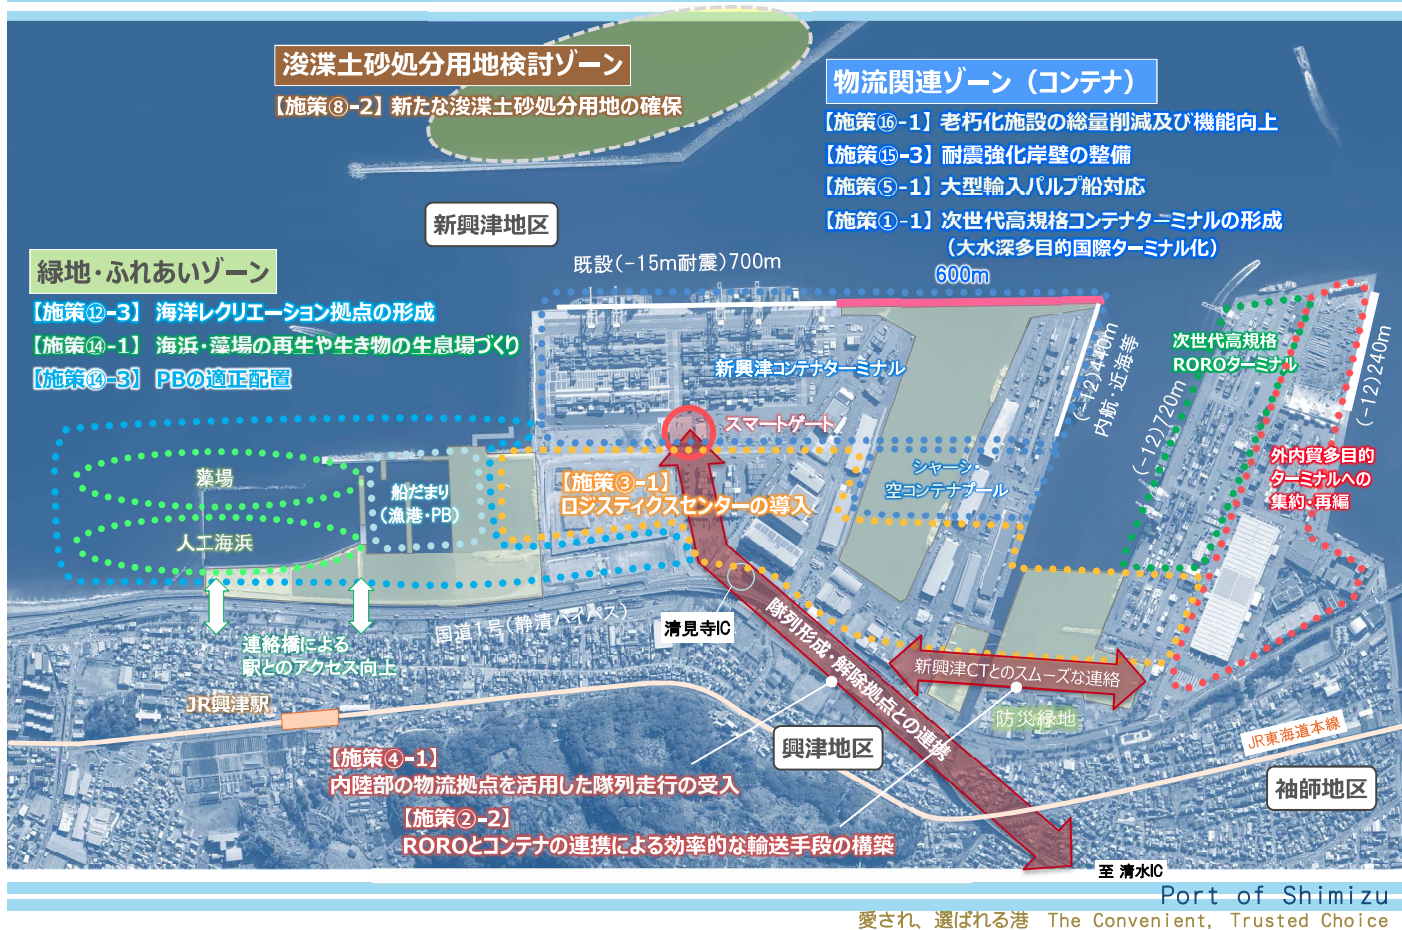 浚渫土砂処分用地検討ゾーン
【施策⑧-2】新たな浚渫土砂処分用地の確保
物流関連ゾーン（コンテナ）
【施策⑯-1】老朽化施設の総量削減及び機能向上
【施策⑮-3】耐震強化岸壁の整備
【施策⑤-1】大型輸入パルプ船対応
【施策①-1】次世代高規格コンテナターミナルの形成
（大水深多目的国際ターミナル化）
新興津地区
緑地・ふれあいゾーン
【施策⑫-3】 海洋レクリエーション拠点の形成
【施策⑭-1】 海浜・藻場の再生や生き物の生息場づくり
【施策⑭-3】 PBの適正配置
既設(-15m耐震)700m
600m
新興津コンテナターミナル
(-12)440m
内航・近海等
次世代高規格
ROROターミナル
(-12)720m
(-12)240m
スマートゲート
藻場
人工海浜
船だまり
（漁港・PB）
【施策③-1】
ロジスティクスセンターの導入
シャーシ・
空コンテナプール
外内貿多目的
ターミナルへの
集約・再編
国道1号(静清バイパス)
清見寺IC
連絡橋による
駅とのアクセス向上
JR興津駅
隊列形成・解除拠点との連携
新興津CTとのスムーズな連絡
防災緑地
興津地区
JR東海道本線
袖師地区
【施策④-1】
内陸部の物流拠点を活用した隊列走行の受入
【施策②-2】
ROROとコンテナの連携による効率的な輸送手段の構築
至 清水IC
Port of Shimizu
愛され、選ばれる港　The Convenient, Trusted Choice